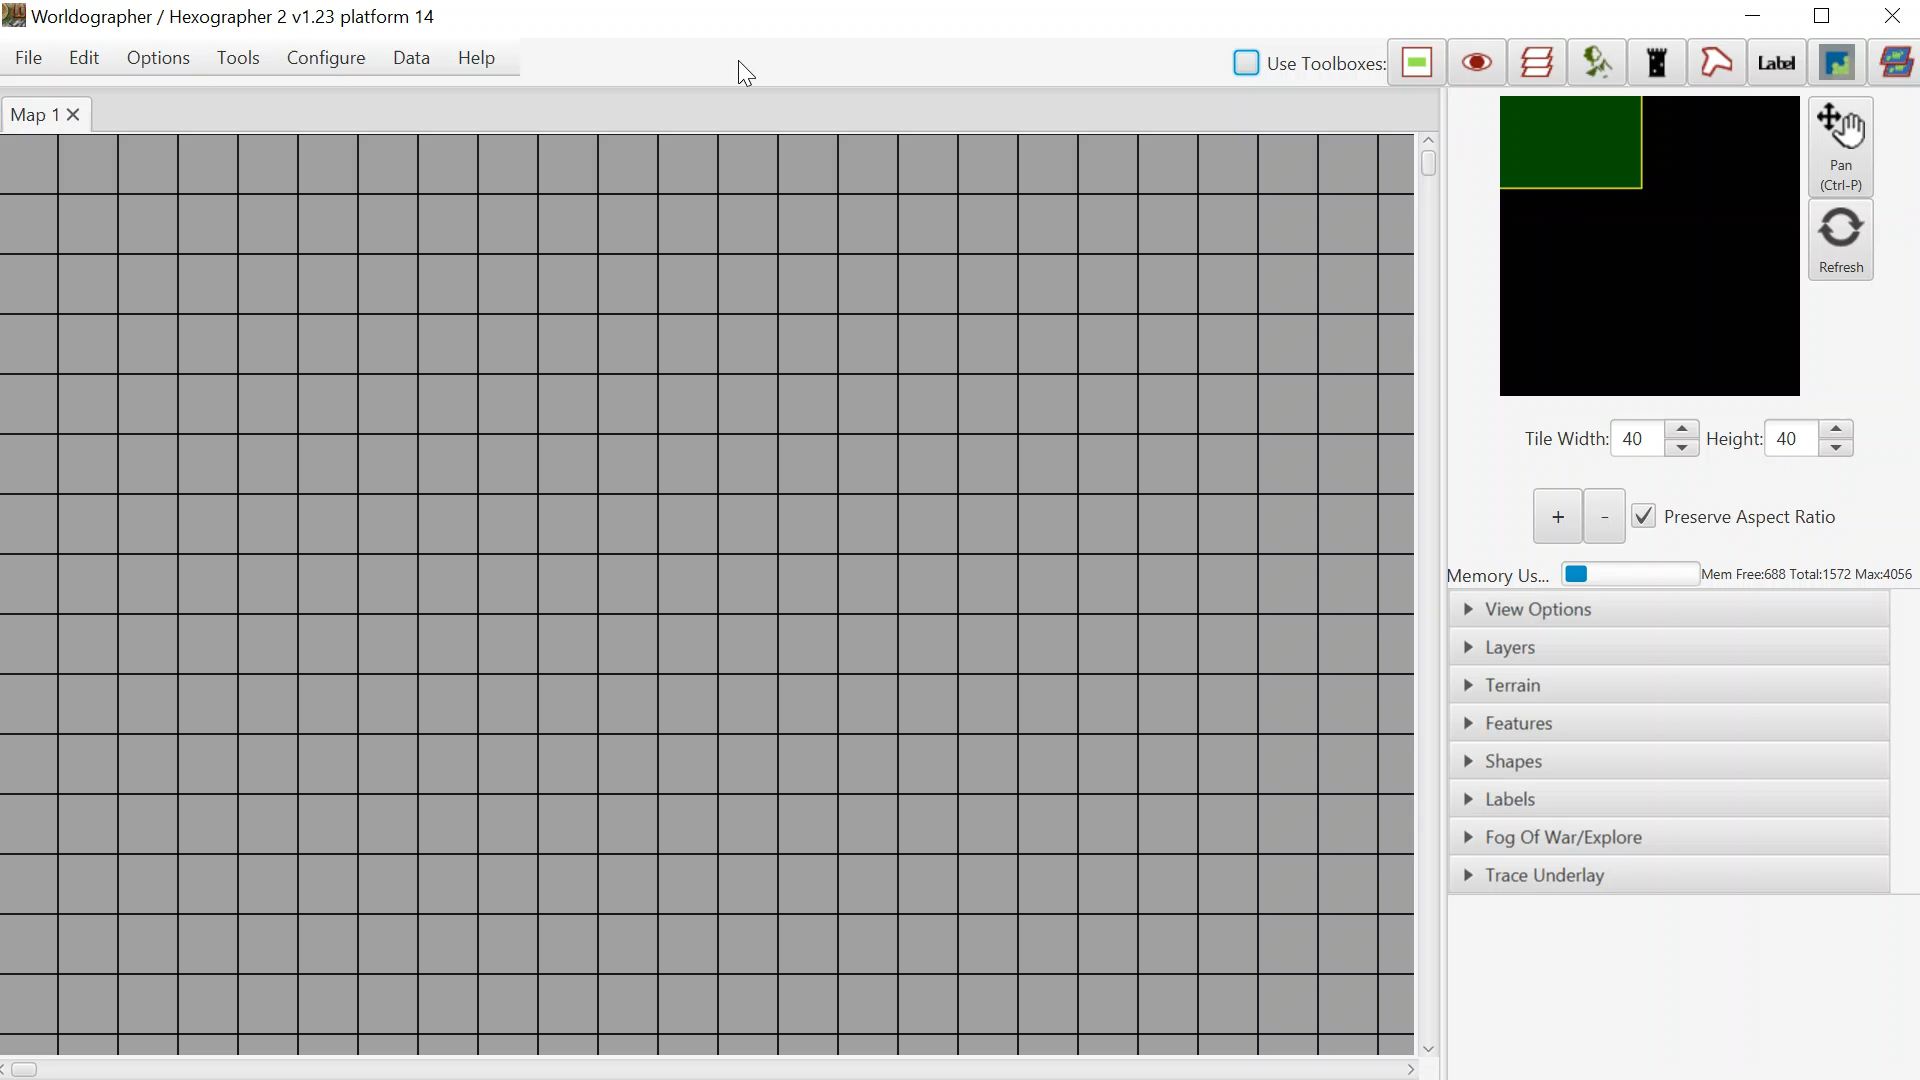 Worldographer / Hexographer 2 v1.23 platform 14
File Edit Options Tools Configure Data Help
Use Toolboxes: Label
Map 1
Pan
(Ctrl-P)
Refresh
Tile Width: 40 Height: 40
+ - Preserve Aspect Ratio
Memory Us... Mem Free:688 Total:1572 Max:4056
View Options
Layers
Terrain
Features
Shapes
Labels
Fog Of War/Explore
Trace Underlay